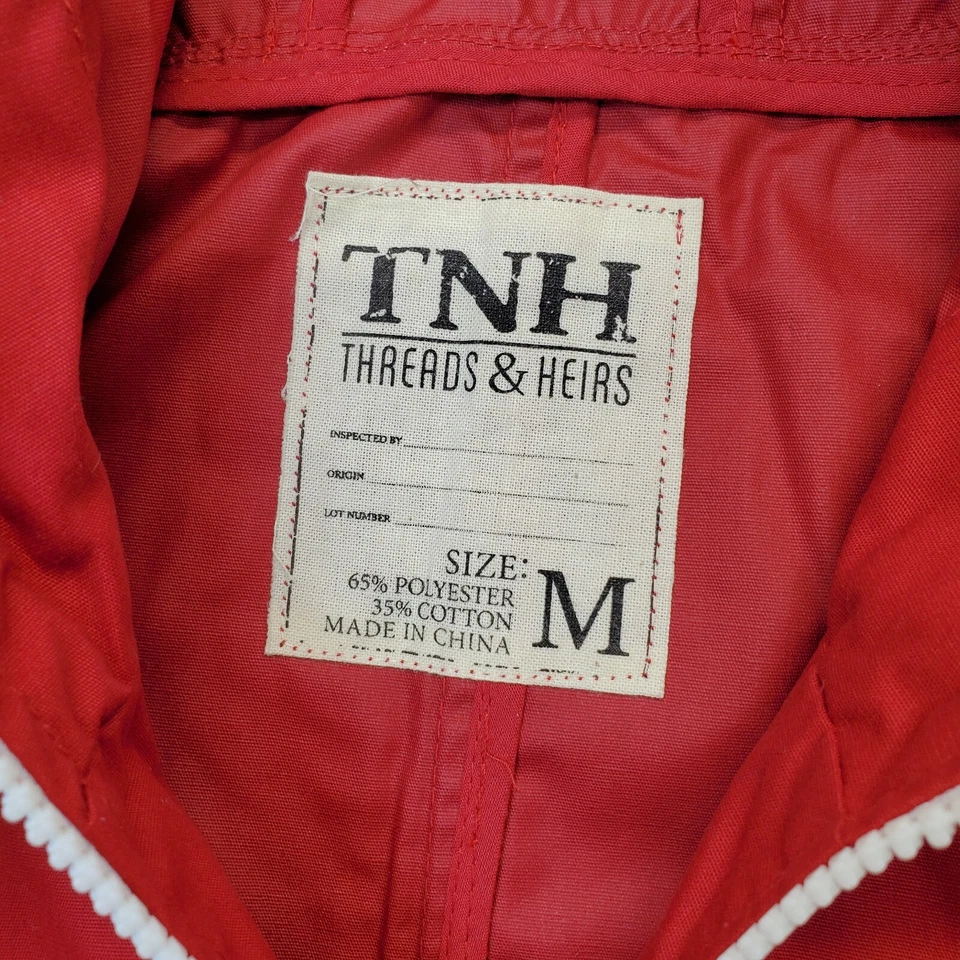 TNH
THREADS & HEIRS
INSPECTED BY
ORIGIN
LOT NUMBER
SIZE: M
65% POLYESTER
35% COTTON
MADE IN CHINA